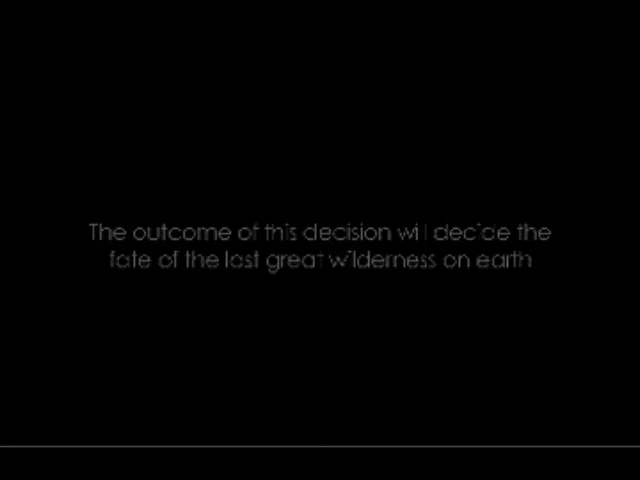 The outcome of this decision will decide the
fate of the last great wilderness on earth